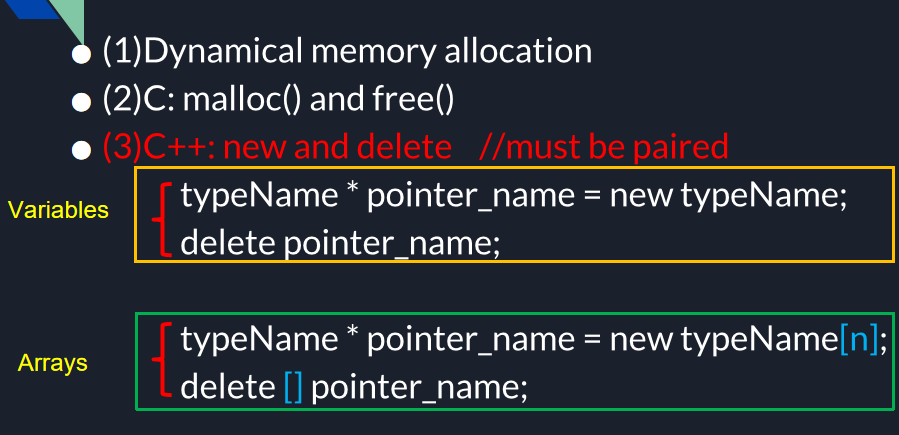 (1)Dynamical memory allocation
(2)C: malloc() and free()
(3)C++: new and delete //must be paired
Variables
typeName * pointer_name = new typeName;
delete pointer_name;
Arrays
typeName * pointer_name = new typeName[n];
delete [] pointer_name;